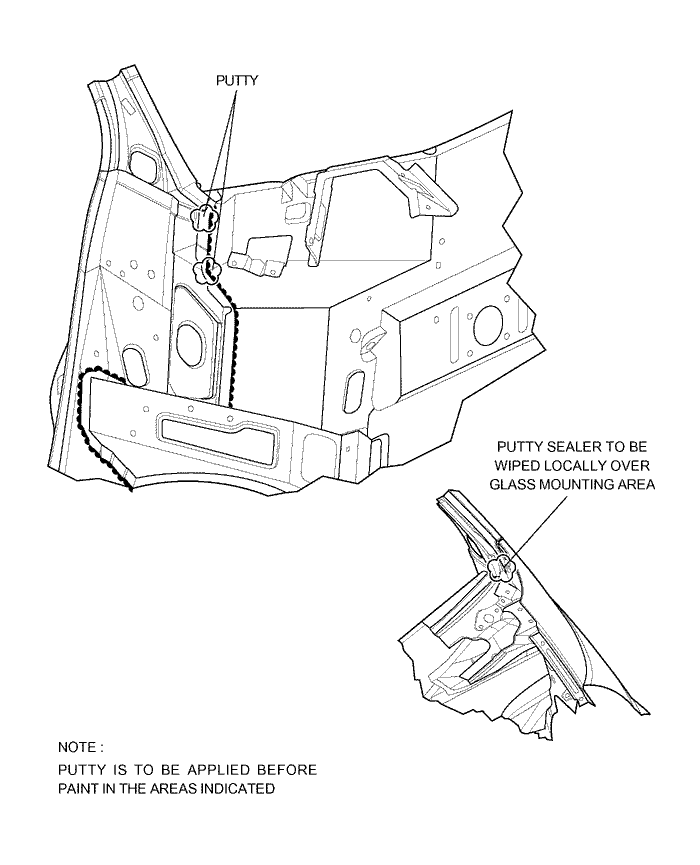 PUTTY
PUTTY SEALER TO BE
WIPED LOCALLY OVER
GLASS MOUNTING AREA
NOTE :
PUTTY IS TO BE APPLIED BEFORE
PAINT IN THE AREAS INDICATED